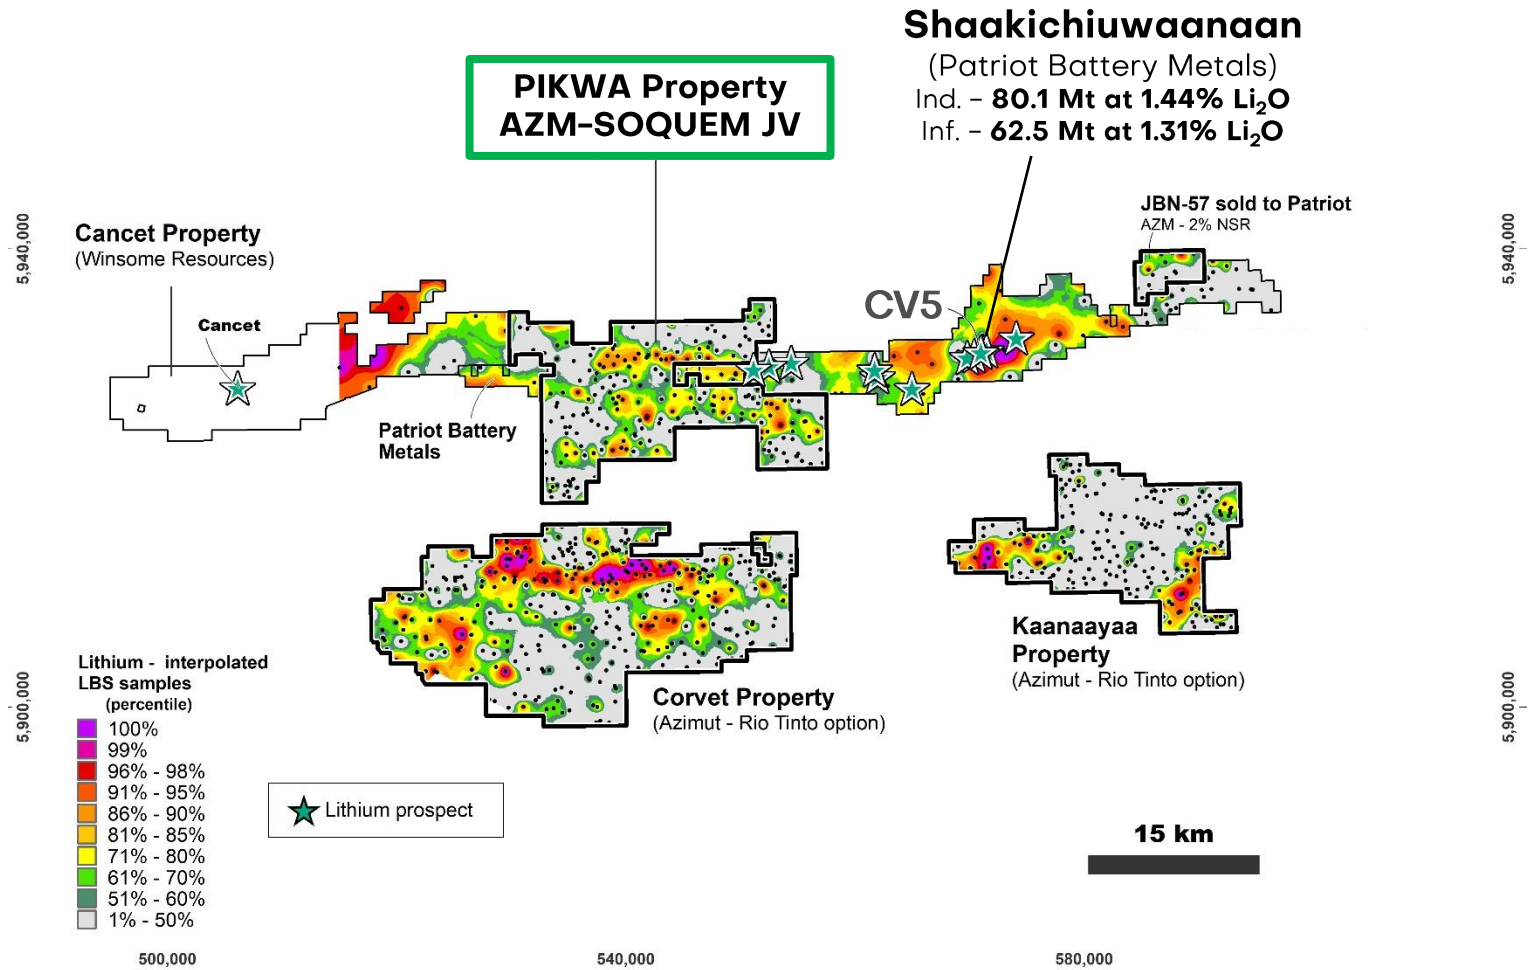 Shaakichiuwaanaan
(Patriot Battery Metals)
Ind. – 80.1 Mt at 1.44% Li₂O
Inf. – 62.5 Mt at 1.31% Li₂O
PIKWA Property
AZM–SOQUEM JV
JBN-57 sold to Patriot
AZM - 2% NSR
Cancet Property
(Winsome Resources)
Cancet
CV5
5,940,000
5,940,000
Patriot Battery
Metals
Kaanaayaa
Property
(Azimut - Rio Tinto option)
Corvet Property
(Azimut - Rio Tinto option)
5,900,000
5,900,000
Lithium - interpolated
LBS samples
(percentile)
100%
99%
96% - 98%
91% - 95%
86% - 90%
81% - 85%
71% - 80%
61% - 70%
51% - 60%
1% - 50%
Lithium prospect
15 km
500,000
540,000
580,000